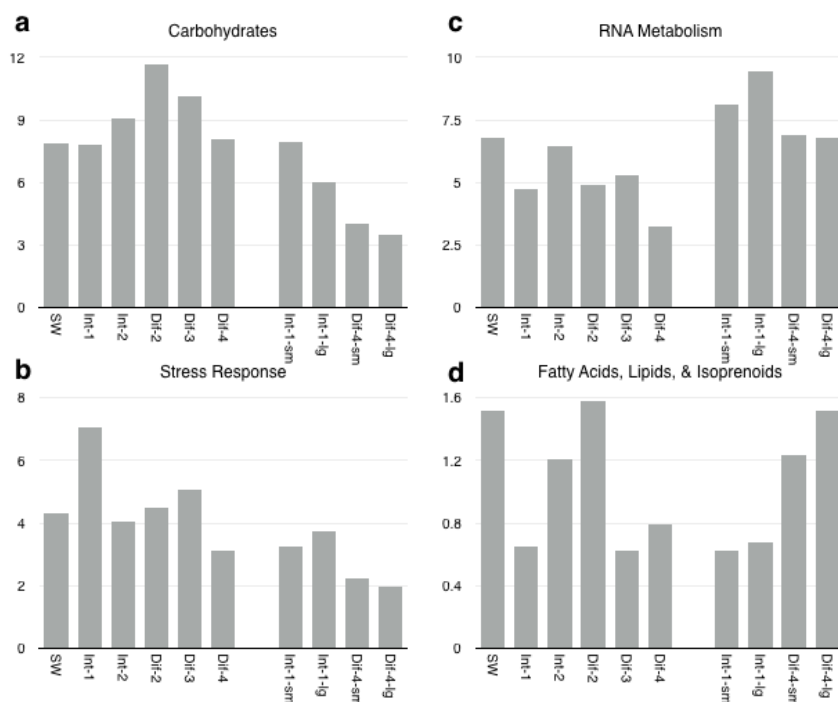 a
Carbohydrates
12
9
6
3
0
SW
Int-1
Int-2
Dif-2
Dif-3
Dif-4
Int-1-sm
Int-1-lg
Dif-4-sm
Dif-4-lg
b
Stress Response
8
6
4
2
0
SW
Int-1
Int-2
Dif-2
Dif-3
Dif-4
Int-1-sm
Int-1-lg
Dif-4-sm
Dif-4-lg
c
RNA Metabolism
10
7.5
5
2.5
0
SW
Int-1
Int-2
Dif-2
Dif-3
Dif-4
Int-1-sm
Int-1-lg
Dif-4-sm
Dif-4-lg
d
Fatty Acids, Lipids, & Isoprenoids
1.6
1.2
0.8
0.4
0
SW
Int-1
Int-2
Dif-2
Dif-3
Dif-4
Int-1-sm
Int-1-lg
Dif-4-sm
Dif-4-lg